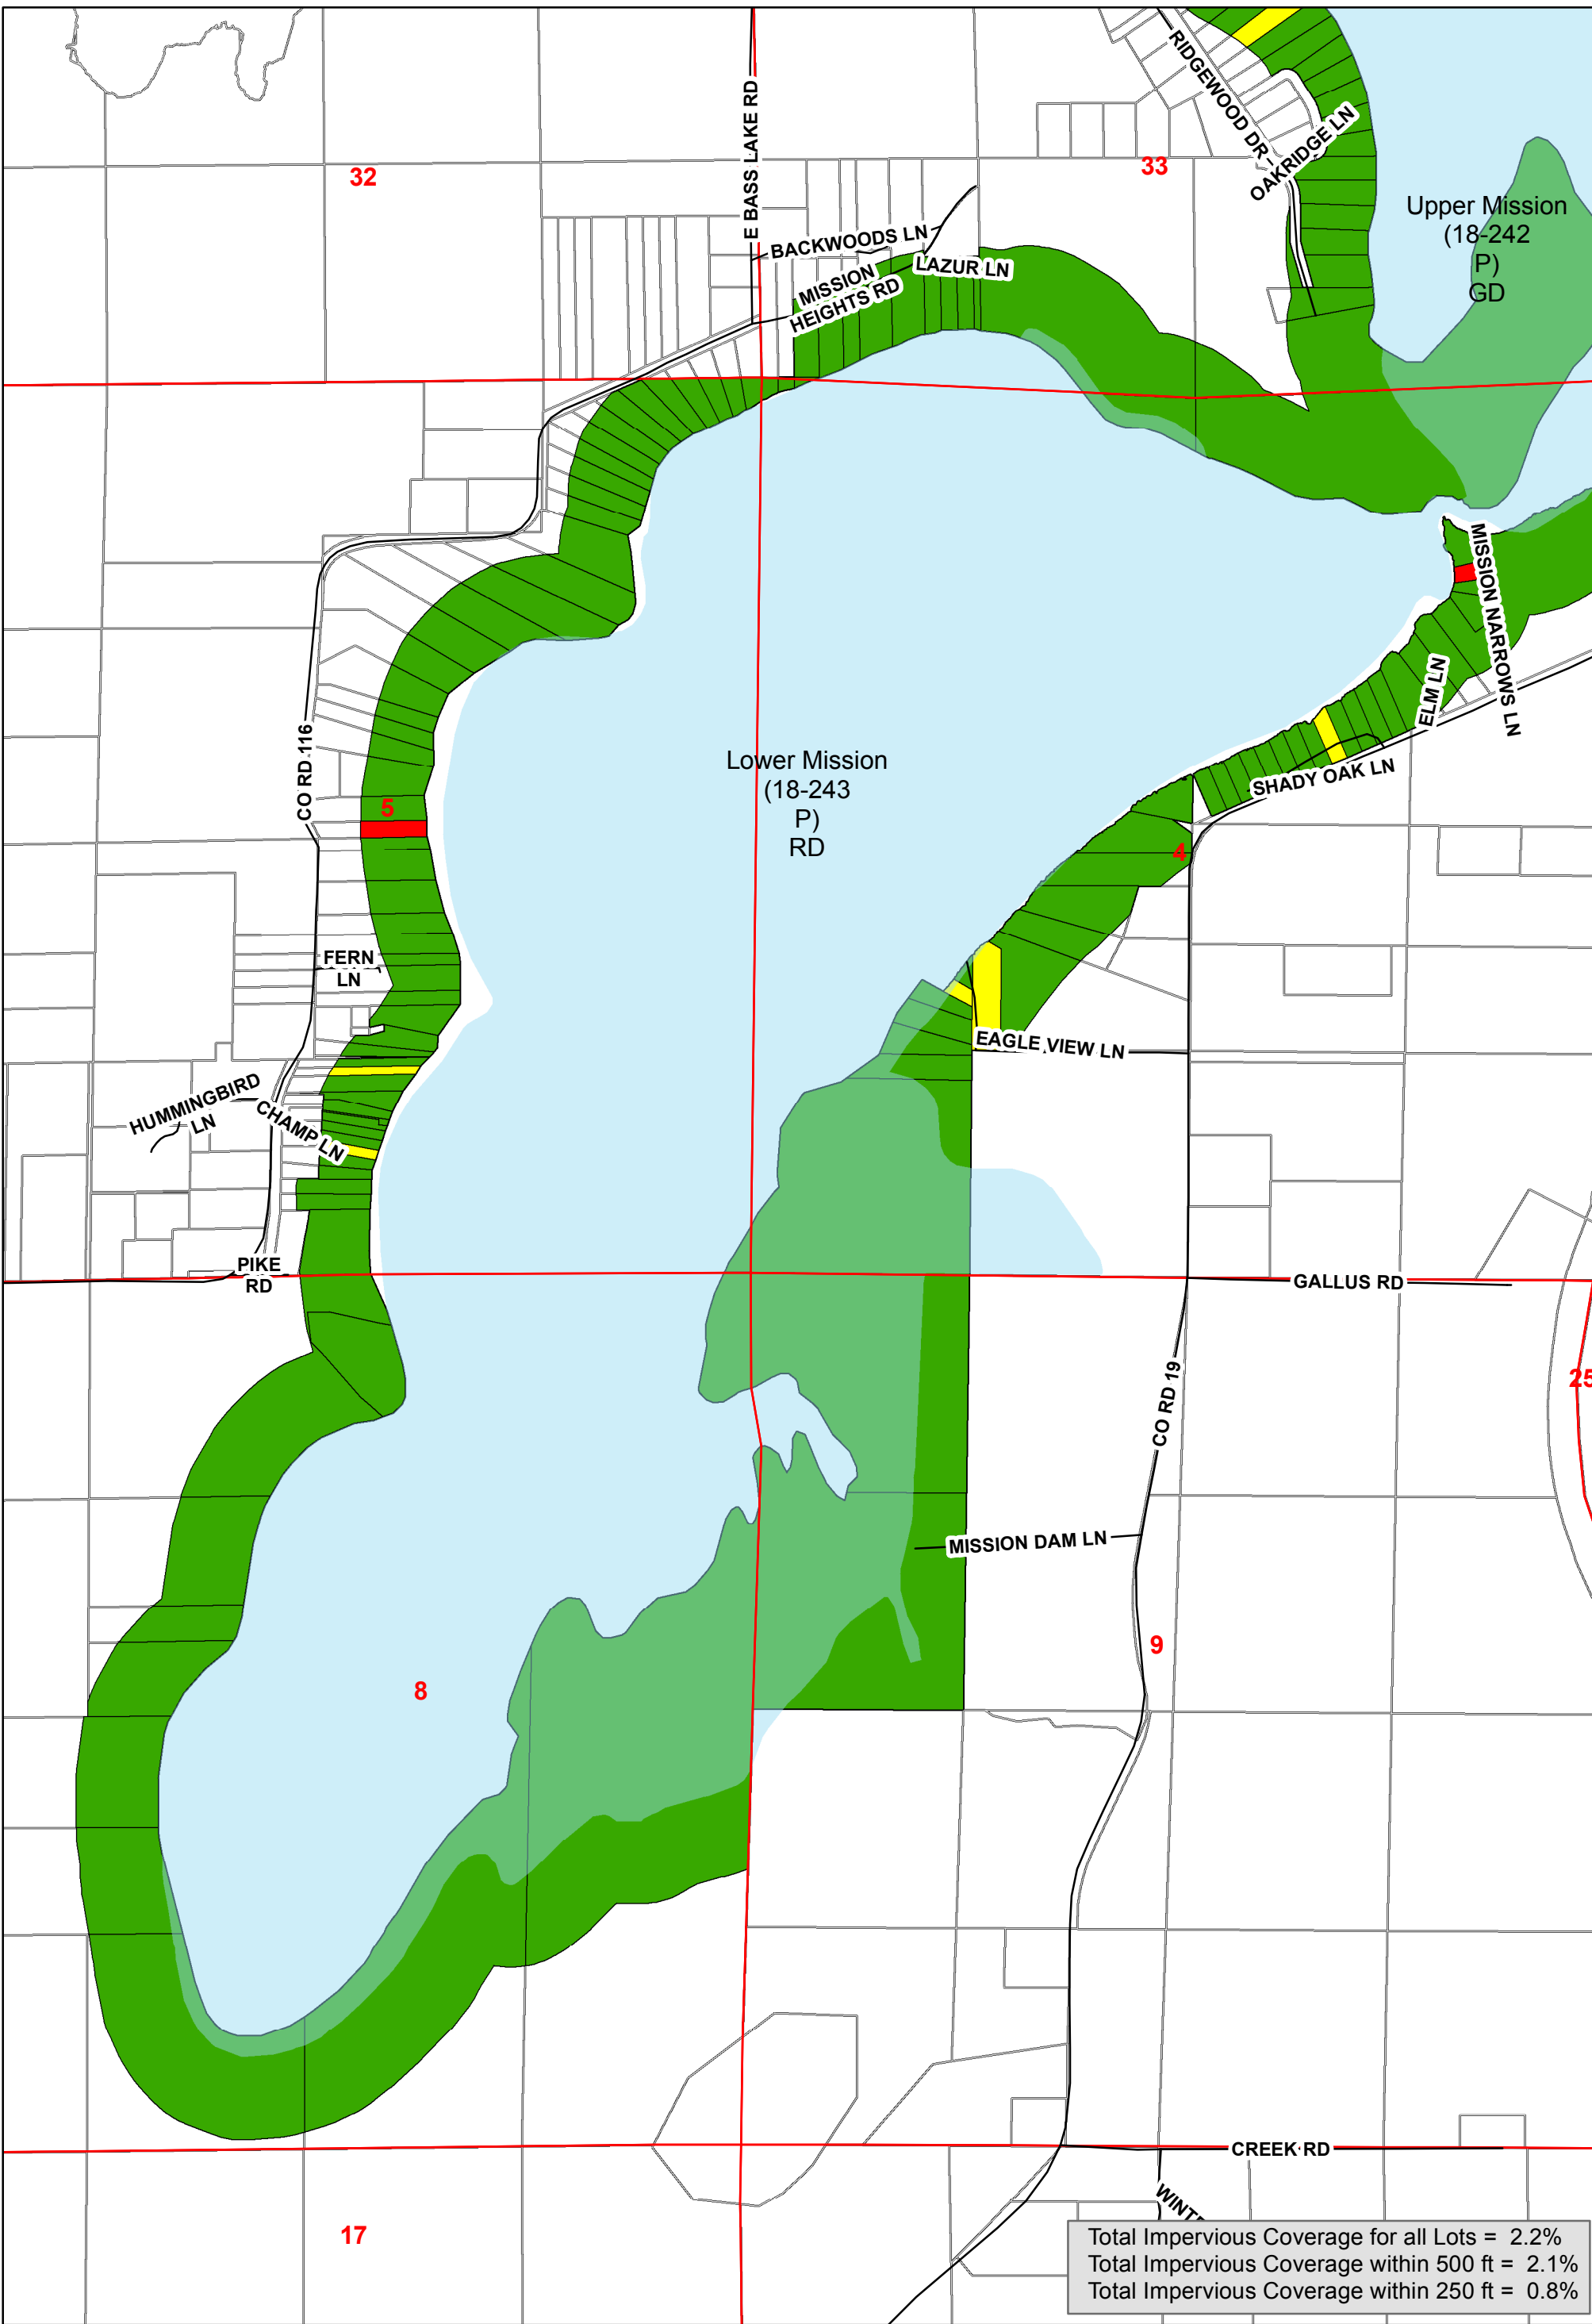 RIDGEWOOD DR
OAKRIDGE LN
E BASS LAKE RD
32
33
Upper Mission
(18-242
P)
GD
BACKWOODS LN
LAZUR LN
MISSION
HEIGHTS RD
MISSION NARROWS LN
ELM LN
SHADY OAK LN
CO RD 116
Lower Mission
(18-243
P)
RD
5
4
FERN
LN
EAGLE VIEW LN
HUMMINGBIRD
LN
CHAMP LN
PIKE
RD
GALLUS RD
CO RD 19
25
MISSION DAM LN
9
8
CREEK RD
17
Total Impervious Coverage for all Lots = 2.2%
Total Impervious Coverage within 500 ft = 2.1%
Total Impervious Coverage within 250 ft = 0.8%